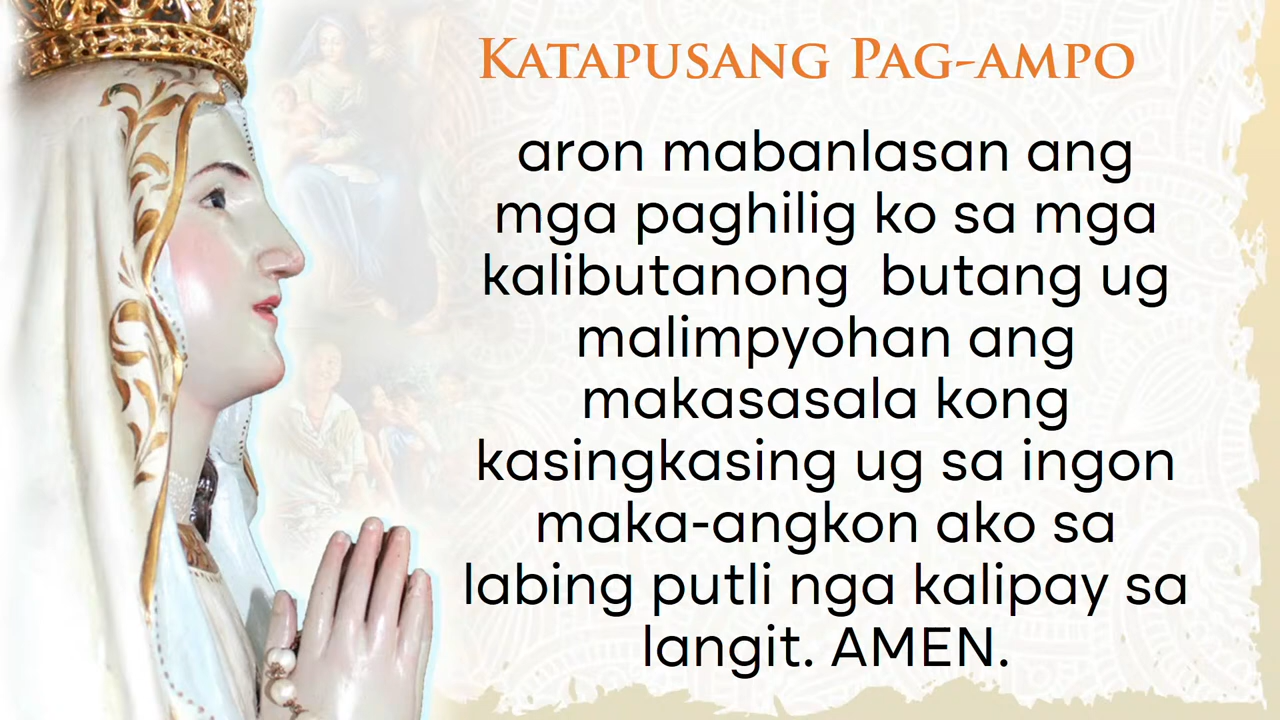 Katapusang Pag-ampo
aron mabanlasan ang
mga paghilig ko sa mga
kalibutanong  butang ug
malimpyohan ang
makasasala kong
kasingkasing ug sa ingon
maka-angkon ako sa
labing putli nga kalipay sa
langit. AMEN.